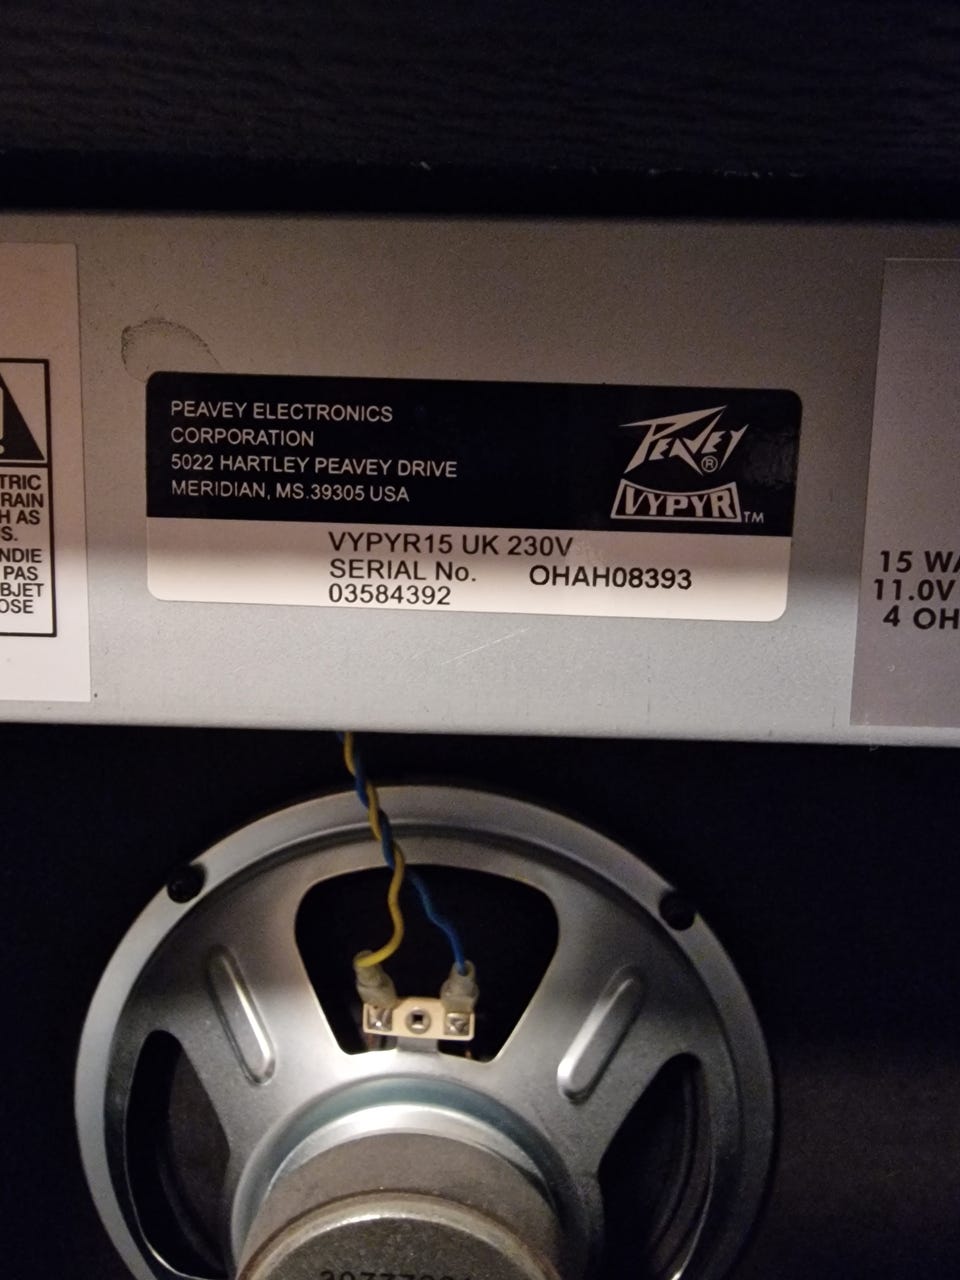 TRIC
RAIN
H AS
S.
NDIE
PAS
BJET
OSE
PEAVEY ELECTRONICS
CORPORATION
5022 HARTLEY PEAVEY DRIVE
MERIDIAN, MS.39305 USA
PEAVEY ®
VYPYR TM
VYPYR15 UK 230V
SERIAL No. OHAH08393
03584392
15 WA
11.0V
4 OH